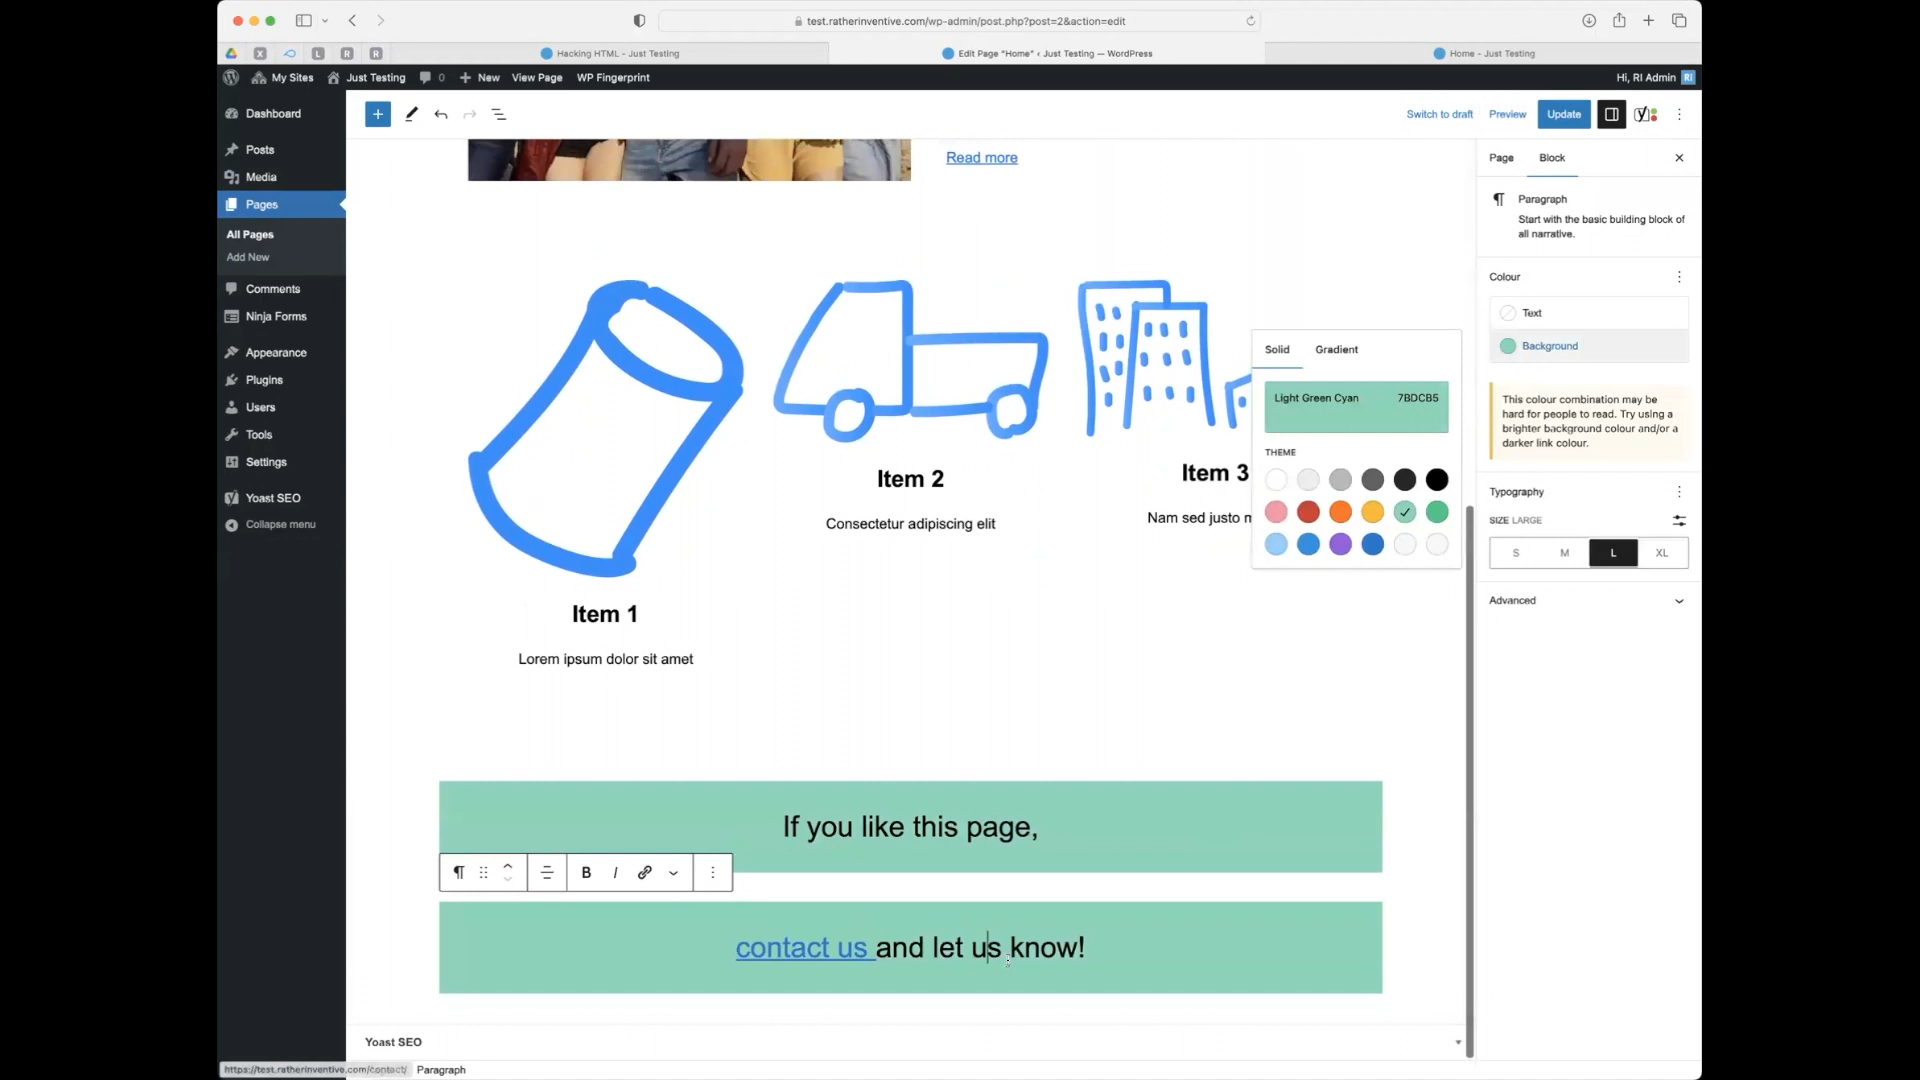 test.ratherinventive.com/wp-admin/post.php?post=2&action=edit
X L R R Hacking HTML - Just Testing Edit Page "Home" ‹ Just Testing — WordPress Home - Just Testing
My Sites Just Testing 0 New View Page WP Fingerprint Hi, RI Admin RI
Dashboard
Posts
Media
Pages
All Pages
Add New
Comments
Ninja Forms
Appearance
Plugins
Users
Tools
Settings
Yoast SEO
Collapse menu
Switch to draft Preview Update
Read more
Item 1
Lorem ipsum dolor sit amet
Item 2
Consectetur adipiscing elit
Item 3
Nam sed justo
Solid Gradient
Light Green Cyan 7BDCB5
THEME
If you like this page,
B I
contact us and let us know!
Yoast SEO
https://test.ratherinventive.com/contact/ Paragraph
Page Block
Paragraph
Start with the basic building block of
all narrative.
Colour
Text
Background
This colour combination may be
hard for people to read. Try using a
brighter background colour and/or a
darker link colour.
Typography
SIZE LARGE
S M L XL
Advanced